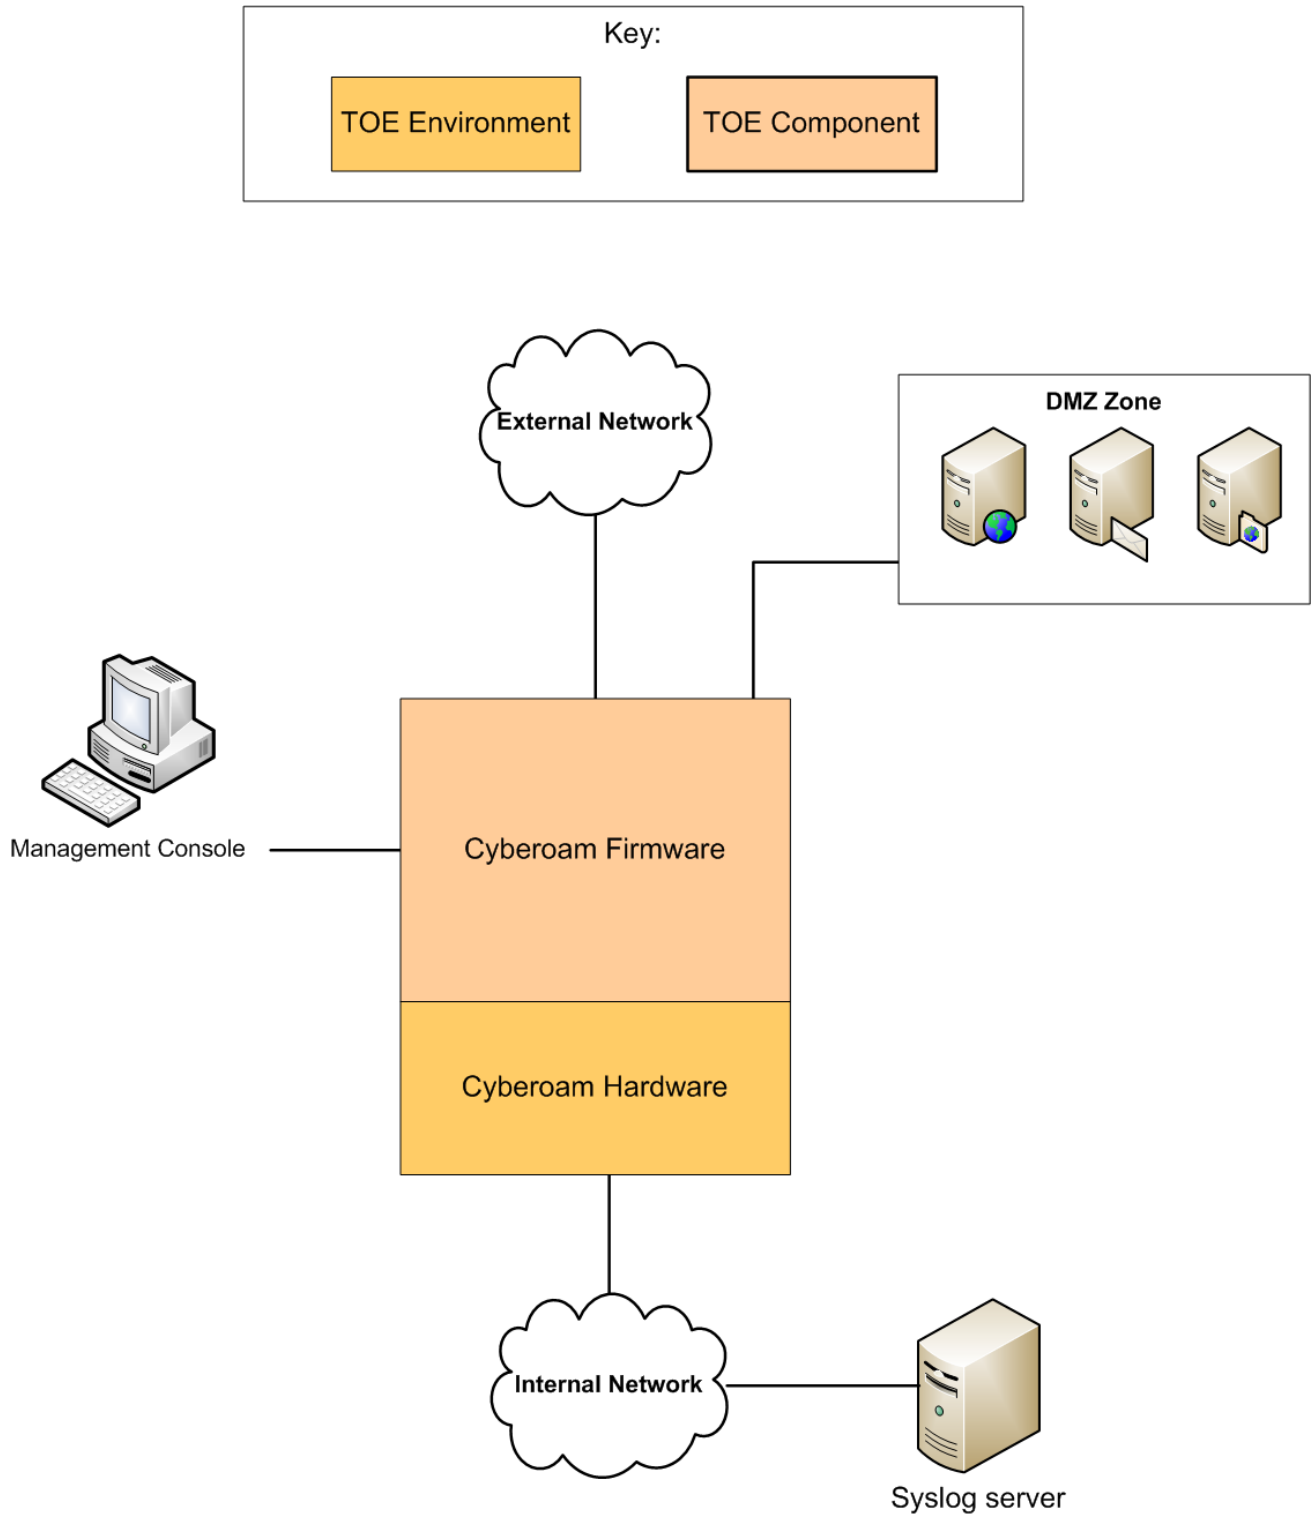 Key:
TOE Environment
TOE Component
External Network
DMZ Zone
Management Console
Cyberoam Firmware
Cyberoam Hardware
Internal Network
Syslog server